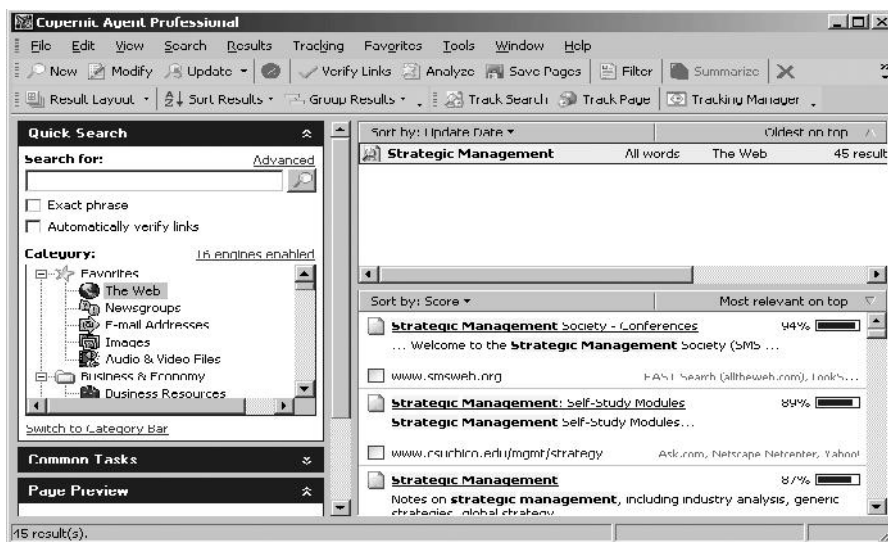 Copernic Agent Professional
File Edit View Search Results Tracking Favorites Tools Window Help
New Modify Update Verify Links Analyze Save Pages Filter Summarize
Result Layout Sort Results Group Results Track Search Track Page Tracking Manager
Quick Search
Search for: Advanced
Exact phrase
Automatically verify links
Category: 16 engines enabled
Favorites
The Web
Newsgroups
E-mail Addresses
Images
Audio & Video Files
Business & Economy
Business Resources
Switch to Category Bar
Common Tasks
Page Preview
Sort by: Update Date Oldest on top
Strategic Management All words The Web 45 result
Sort by: Score Most relevant on top
Strategic Management Society - Conferences 94%
... Welcome to the Strategic Management Society (SMS ...
www.smsweb.org FAST Search (alltheweb.com), LookS...
Strategic Management: Self-Study Modules 89%
Strategic Management Self-Study Modules...
www.csuchico.edu/mgmt/strategy Ask.com, Netscape Netcenter, Yahoo!
Strategic Management 87%
Notes on strategic management, including industry analysis, generic
strategies, global strategy
45 result(s).